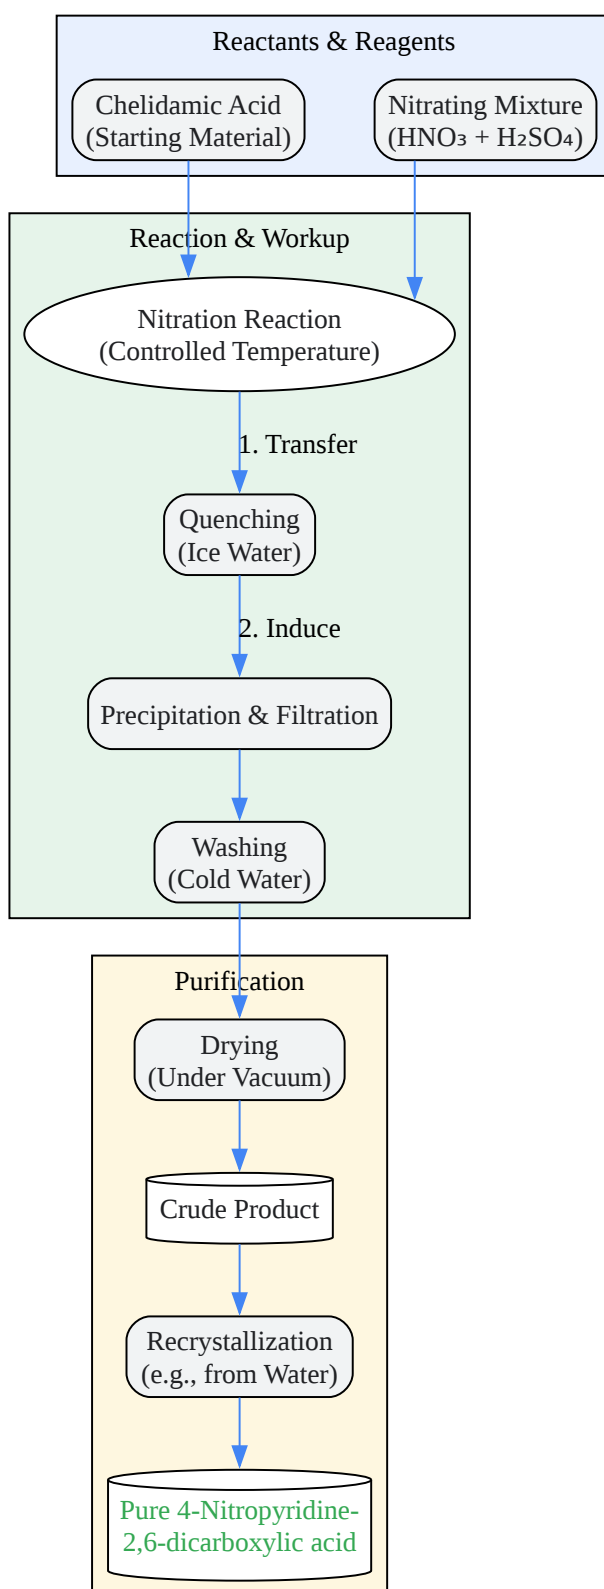 Reactants & Reagents
Chelidamic Acid
(Starting Material)
Nitrating Mixture
(HNO₃ + H₂SO₄)
Reaction & Workup
Nitration Reaction
(Controlled Temperature)
1. Transfer
Quenching
(Ice Water)
2. Induce
Precipitation & Filtration
Washing
(Cold Water)
Purification
Drying
(Under Vacuum)
Crude Product
Recrystallization
(e.g., from Water)
Pure 4-Nitropyridine-
2,6-dicarboxylic acid